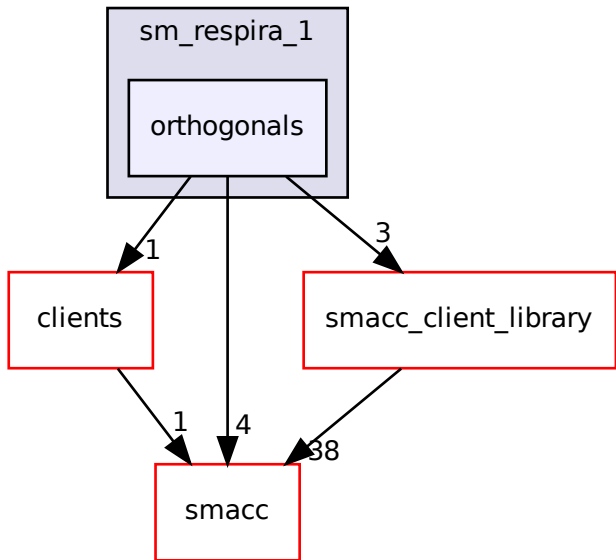 sm_respira_1
orthogonals
1
3
clients
smacc_client_library
1
4
38
smacc